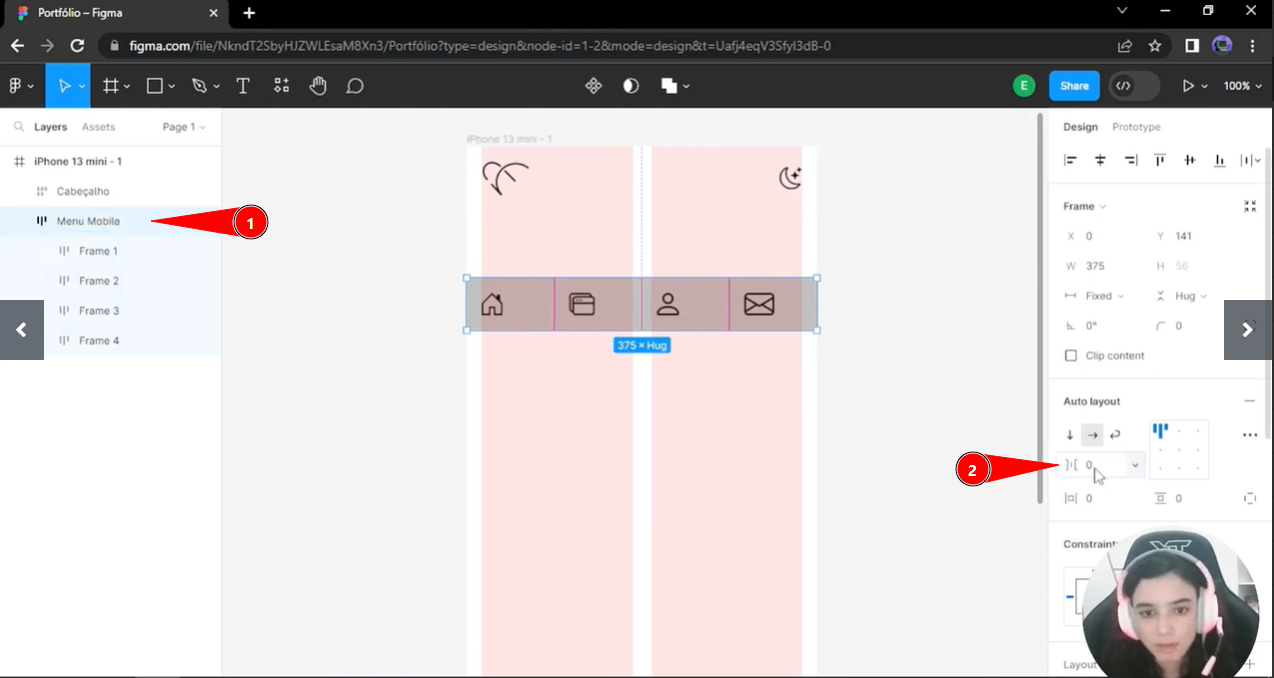 Portfólio – Figma
figma.com/file/NkndT2SbyHJZWLEsaM8Xn3/Portfólio?type=design&node-id=1-2&mode=design&t=Uafj4eqV3SfyI3dB-0
E
Share
100%
Layers
Assets
Page 1
Design
Prototype
iPhone 13 mini - 1
iPhone 13 mini - 1
Cabeçalho
Menu Mobile
1
Frame 1
Frame 2
Frame 3
Frame 4
375 × Hug
Frame
X 0
Y 141
W 375
H 56
Fixed
Hug
0°
0
Clip content
Auto layout
2
0
0
0
Layout